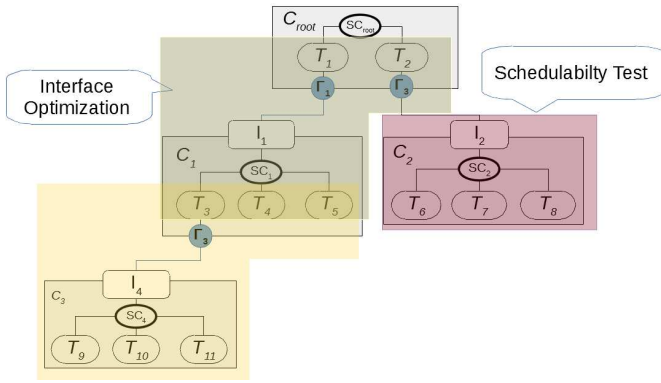 C_root
SC_root
T_1 T_2
Γ_1 Γ_3
Interface
Optimization
Schedulabilty Test
I_1
C_1
SC_1
T_3 T_4 T_5
Γ_3
I_2
C_2
SC_2
T_6 T_7 T_8
I_4
C_3
SC_4
T_9 T_10 T_11